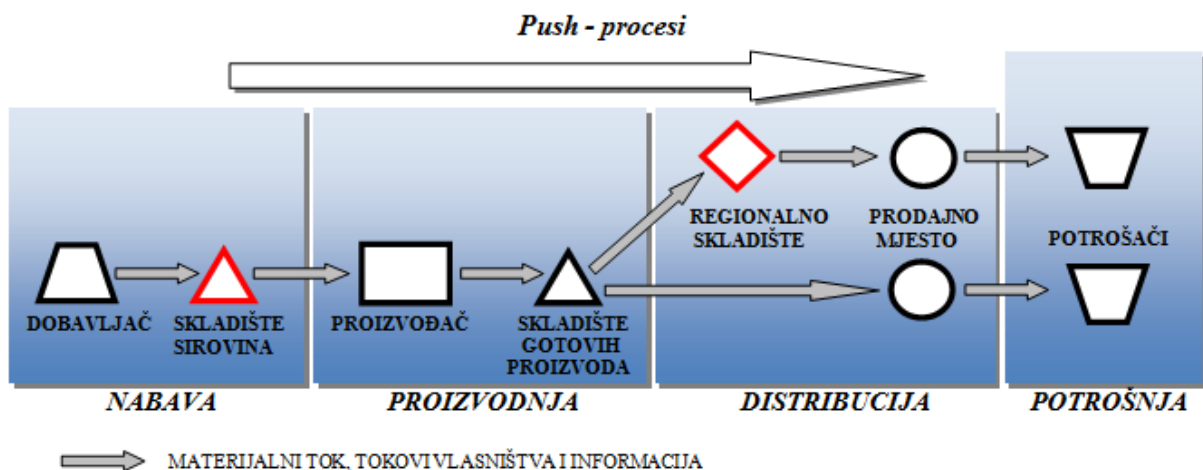 Push - procesi
REGIONALNO
SKLADIŠTE
PRODAJNO
MJESTO
POTROŠAČI
DOBAVLJAČ
SKLADIŠTE
SIROVINA
PROIZVOĐAČ
SKLADIŠTE
GOTOVIH
PROIZVODA
NABAVA
PROIZVODNJA
DISTRIBUCIJA
POTROŠNJA
MATERIJALNI TOK, TOKOVI VLASNIŠTVA I INFORMACIJA